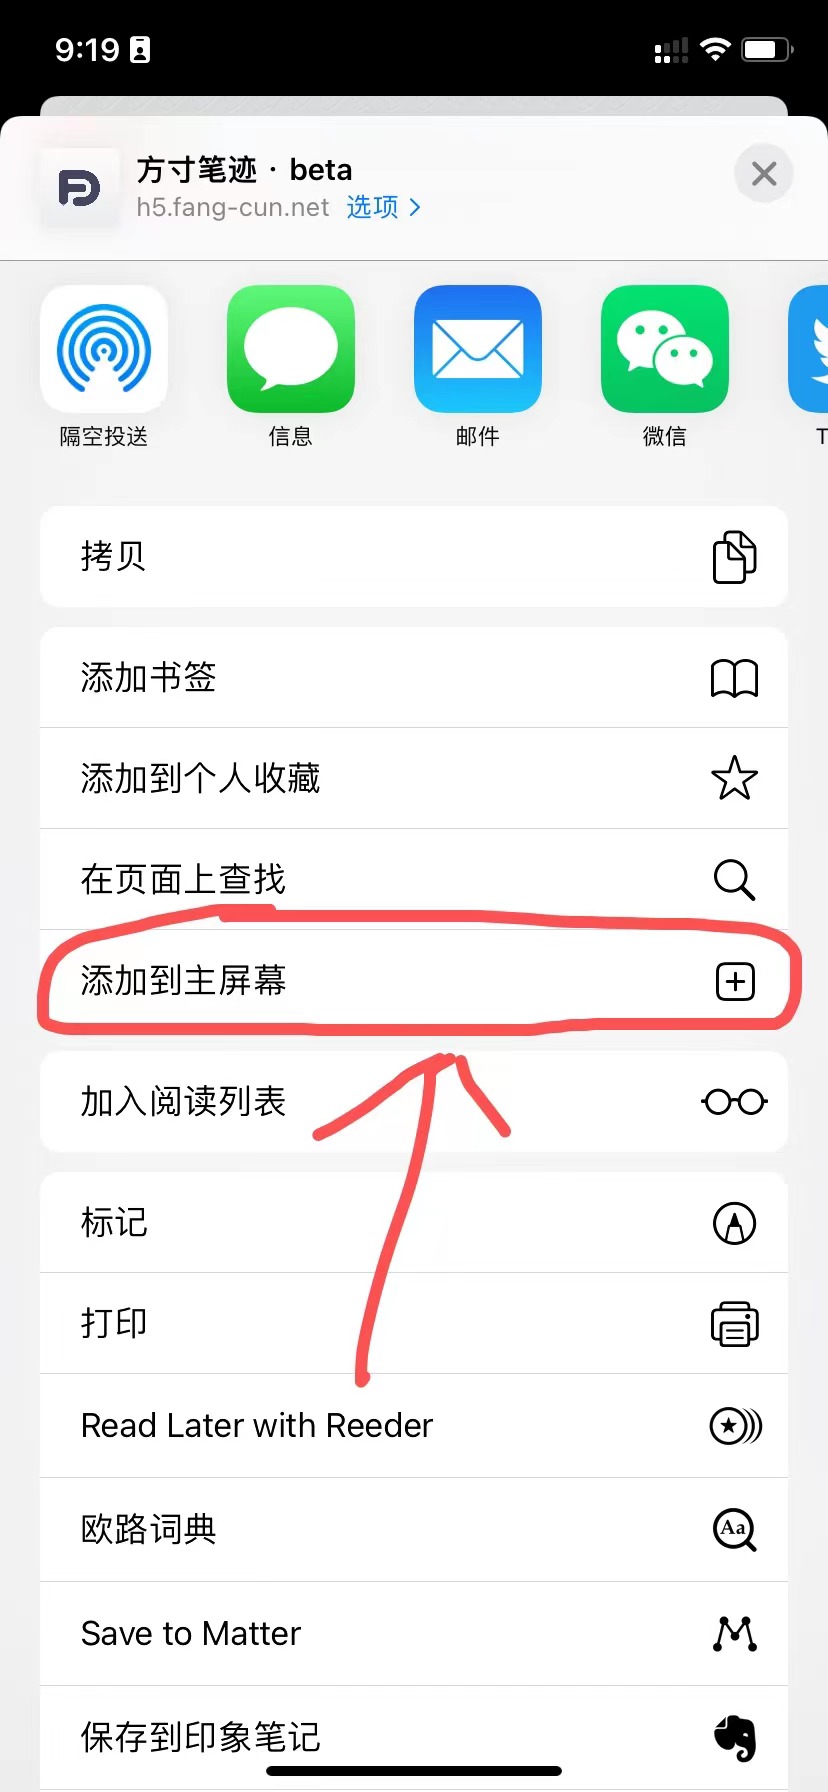 9:19
方寸笔迹 · beta
h5.fang-cun.net 选项
隔空投送 信息 邮件 微信 T
拷贝
添加书签
添加到个人收藏
在页面上查找
添加到主屏幕
加入阅读列表
标记
打印
Read Later with Reeder
欧路词典
Aa
Save to Matter
保存到印象笔记